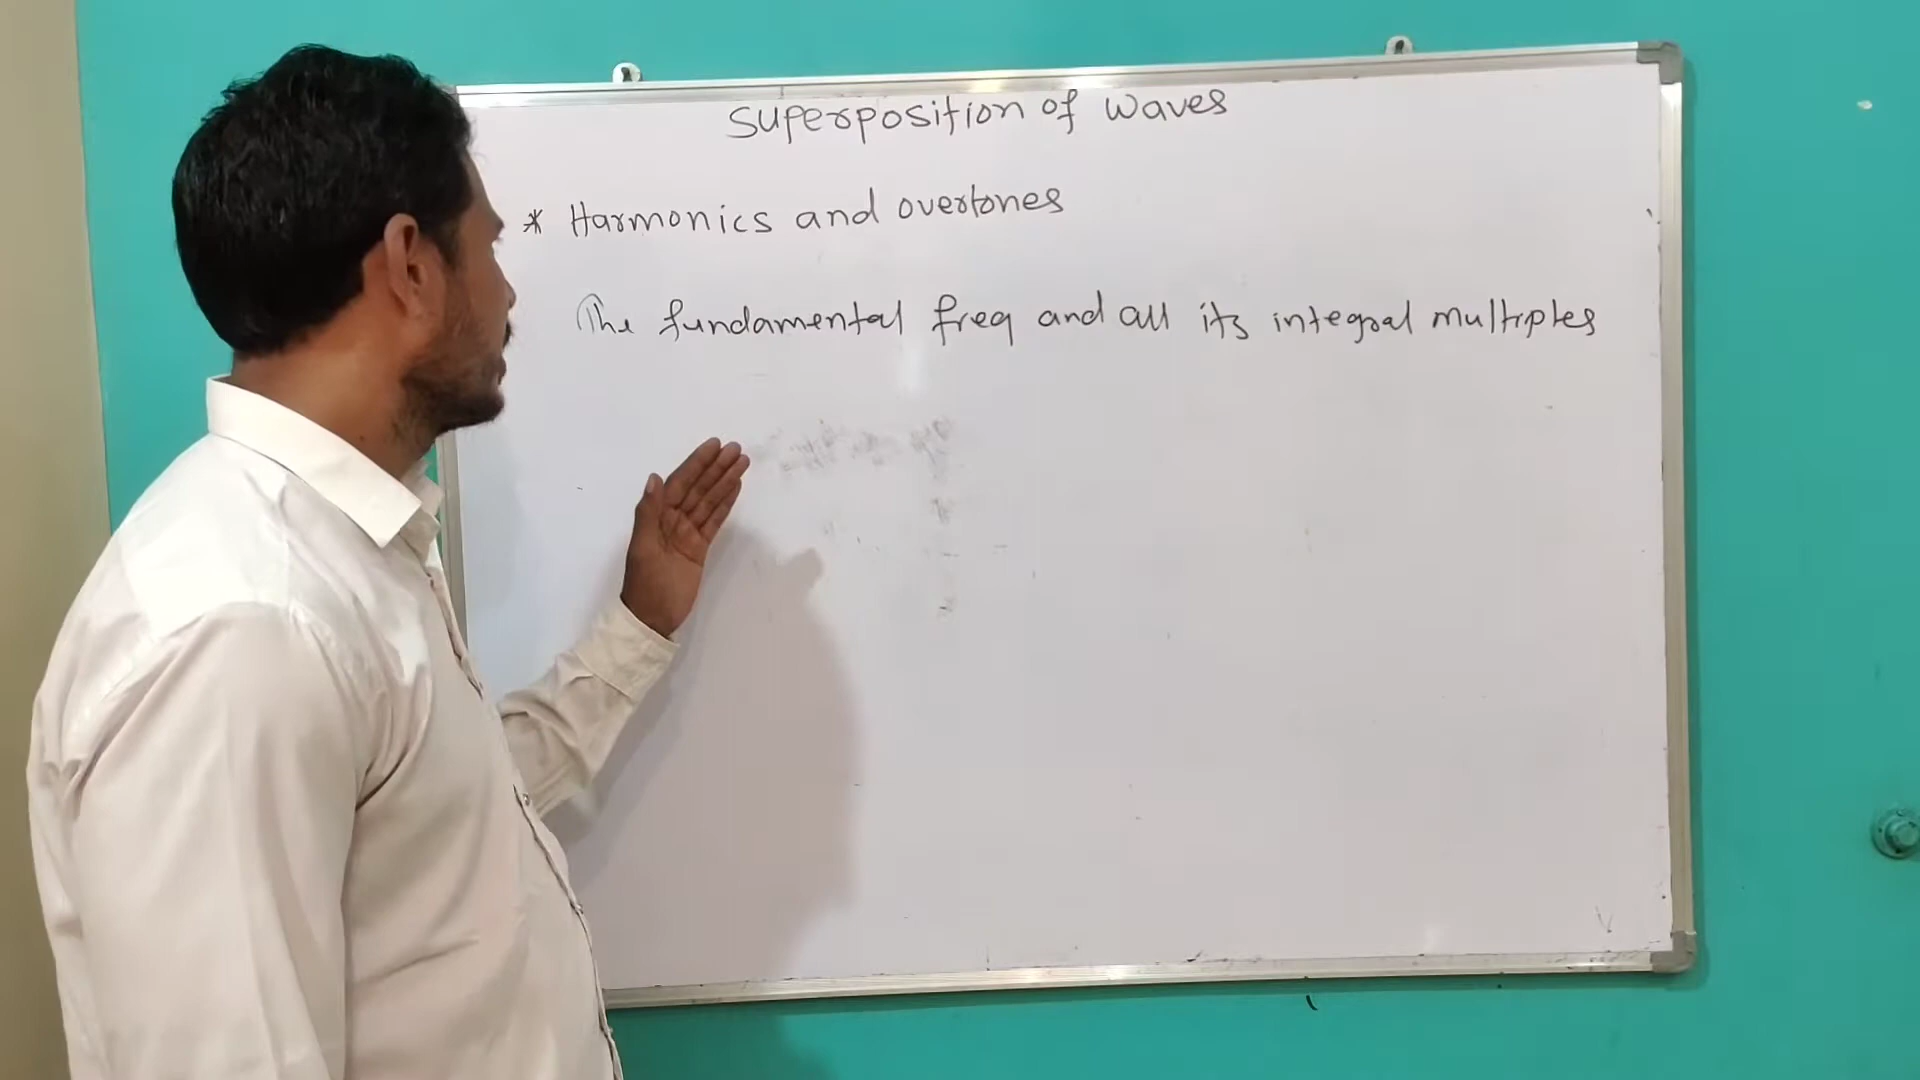 Superposition of waves
* Harmonics and overtones
The fundamental freq and all its integral multiples